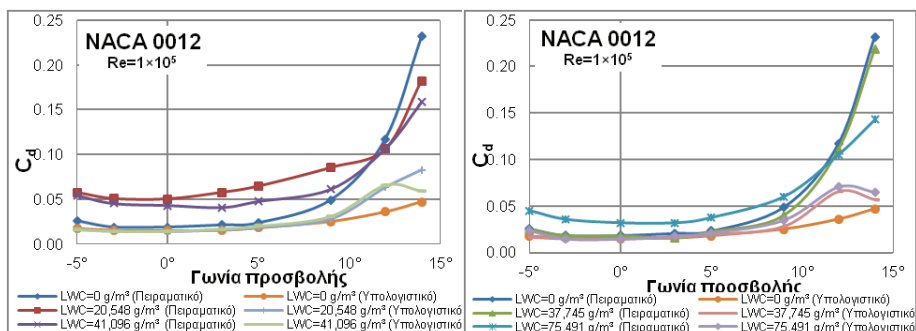 0.25
NACA 0012
Re=1×10⁵
0.20
0.15
0.10
0.05
0.00
Cd
-5° 0° 5° 10° 15°
Γωνία προσβολής
LWC=0 g/m³ (Πειραματικό)
LWC=0 g/m³ (Υπολογιστικό)
LWC=20,548 g/m³ (Πειραματικό)
LWC=20,548 g/m³ (Υπολογιστικό)
LWC=41,096 g/m³ (Πειραματικό)
LWC=41,096 g/m³ (Υπολογιστικό)
0.25
NACA 0012
Re=1×10⁵
0.20
0.15
0.10
0.05
0.00
Cd
-5° 0° 5° 10° 15°
Γωνία προσβολής
LWC=0 g/m³ (Πειραματικό)
LWC=0 g/m³ (Υπολογιστικό)
LWC=37,745 g/m³ (Πειραματικό)
LWC=37,745 g/m³ (Υπολογιστικό)
LWC=75,491 g/m³ (Πειραματικό)
LWC=75,491 g/m³ (Υπολογιστικό)